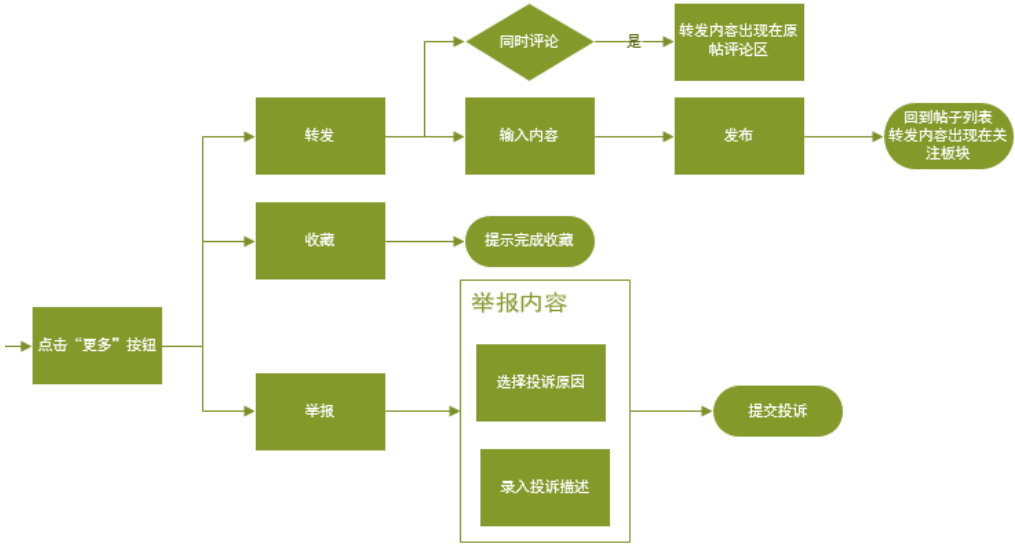 同时评论
是
转发内容出现在原
帖评论区
转发
输入内容
发布
回到帖子列表
转发内容出现在关
注板块
收藏
提示完成收藏
举报内容
点击“更多”按钮
选择投诉原因
举报
提交投诉
录入投诉描述